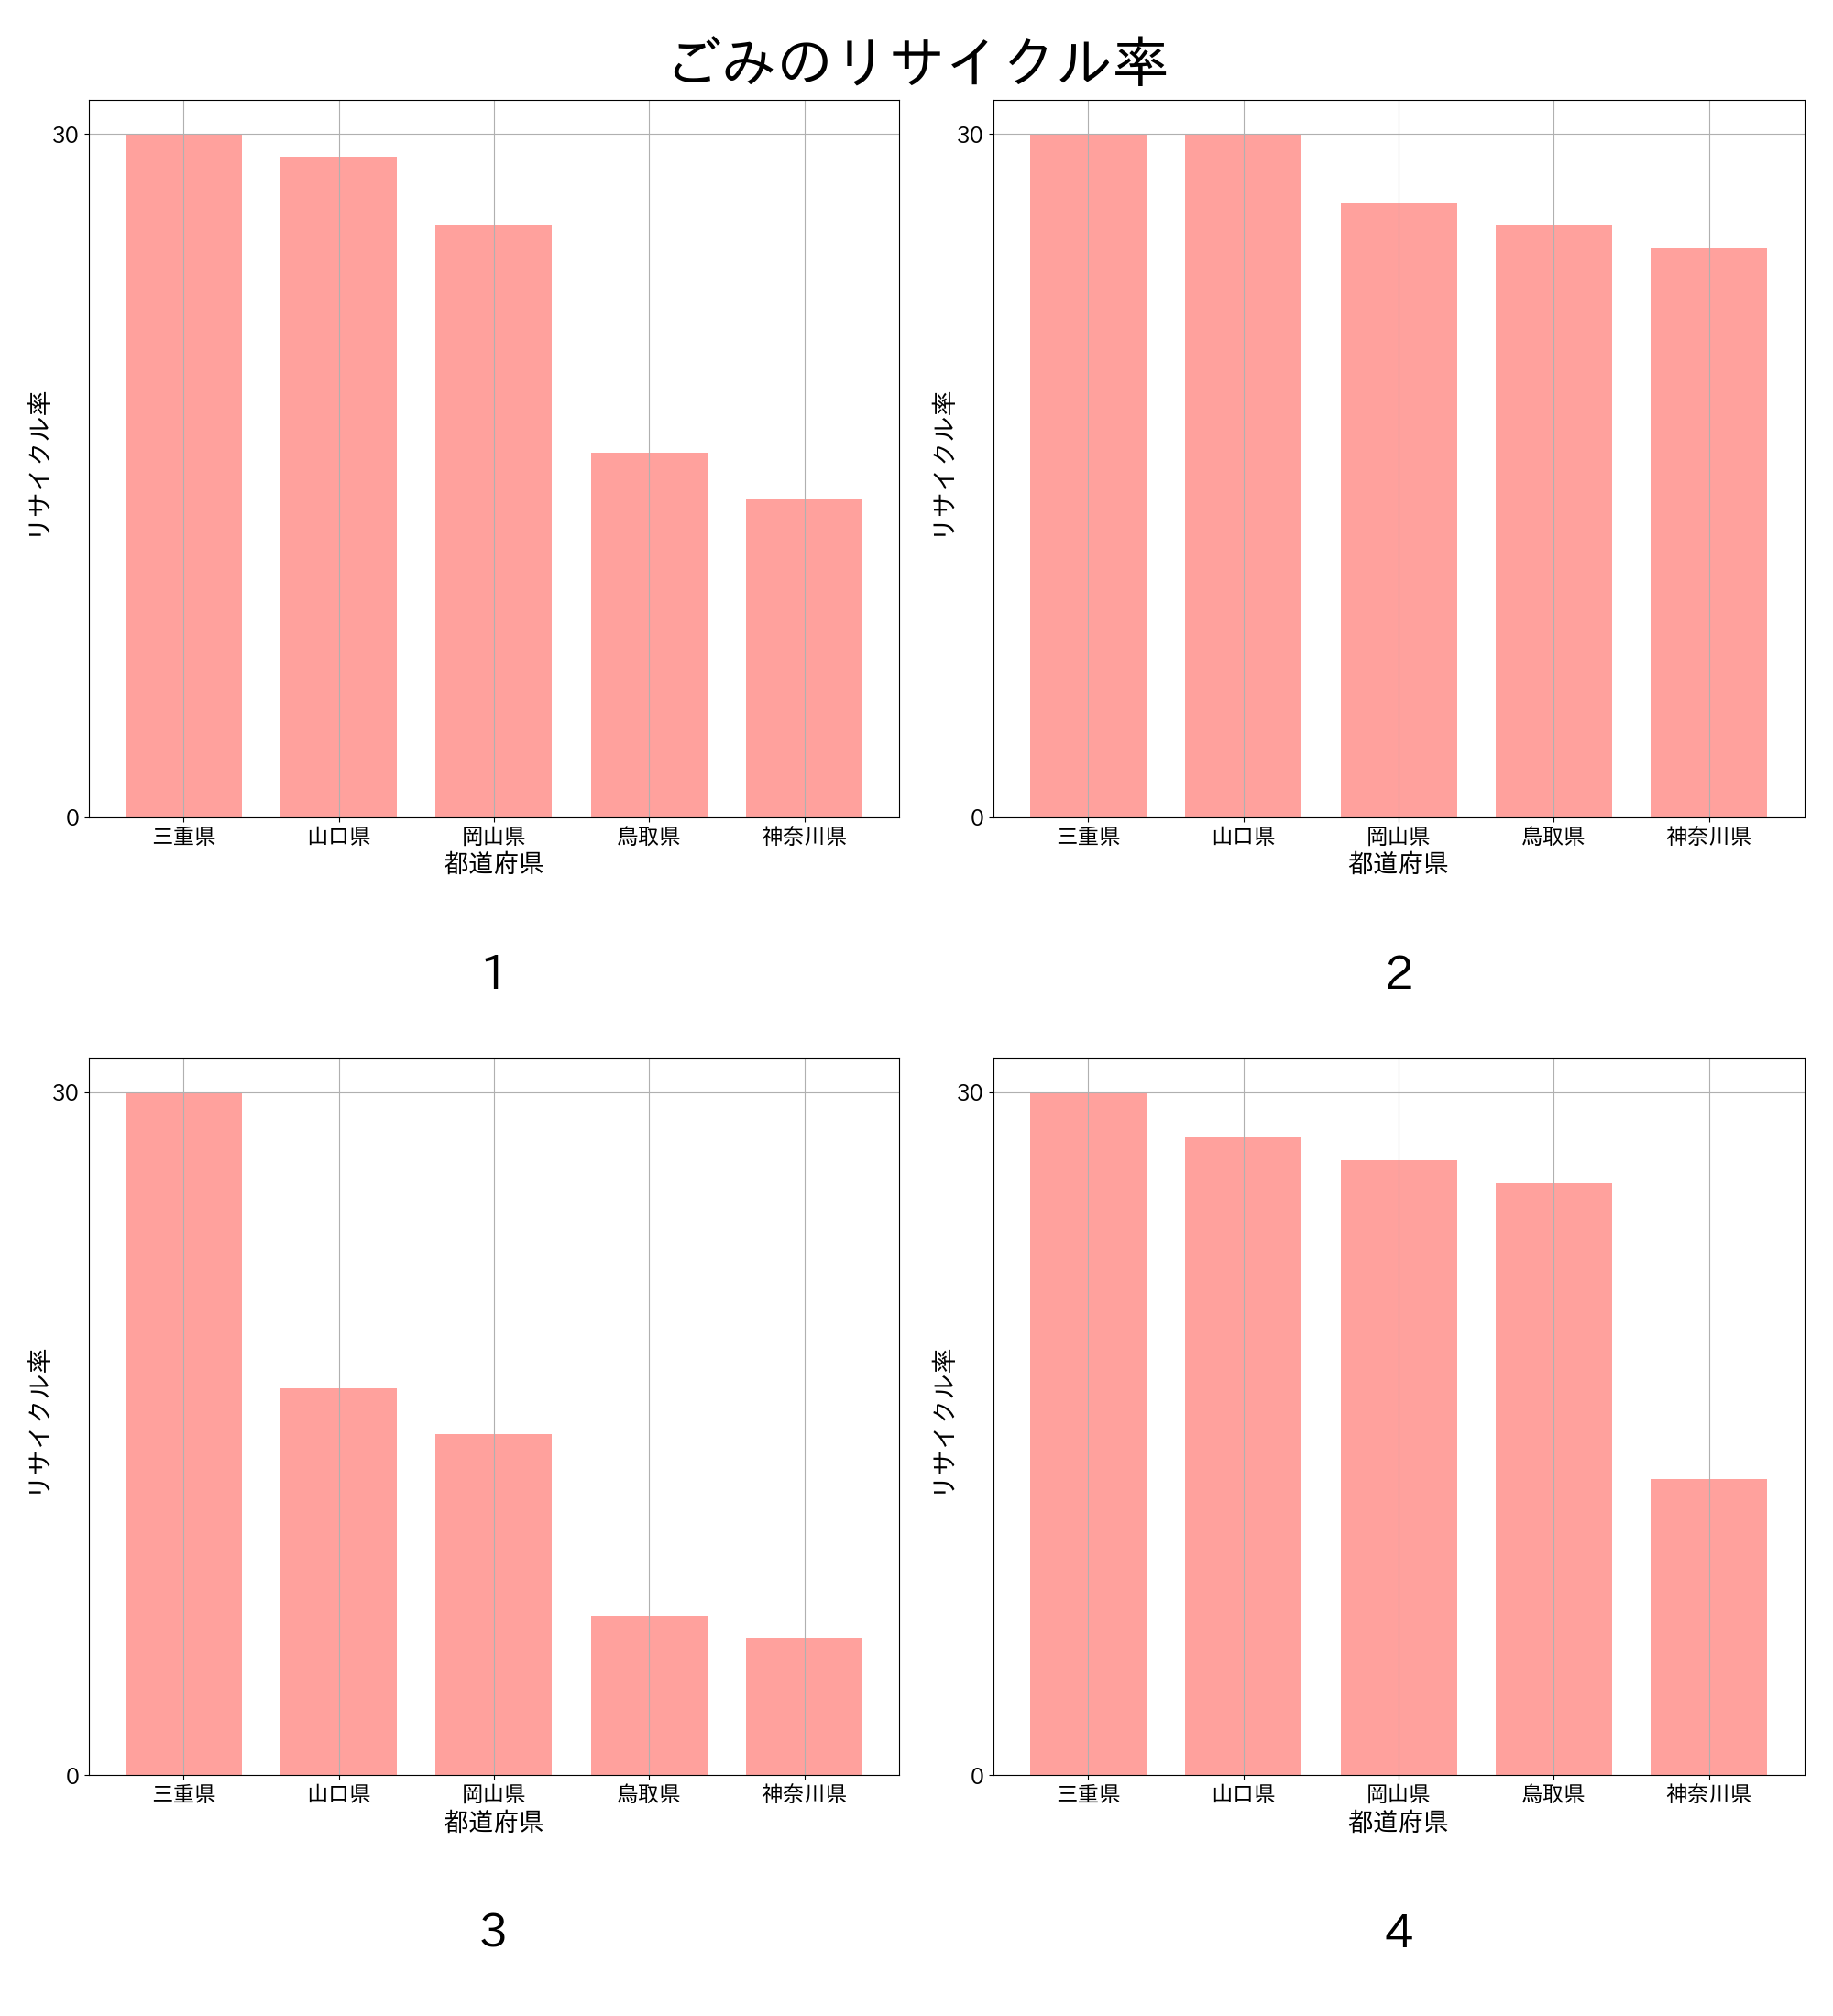 ごみのリサイクル率
30
0
リサイクル率
三重県 山口県 岡山県 鳥取県 神奈川県
都道府県
1
30
0
リサイクル率
三重県 山口県 岡山県 鳥取県 神奈川県
都道府県
2
30
0
リサイクル率
三重県 山口県 岡山県 鳥取県 神奈川県
都道府県
3
30
0
リサイクル率
三重県 山口県 岡山県 鳥取県 神奈川県
都道府県
4